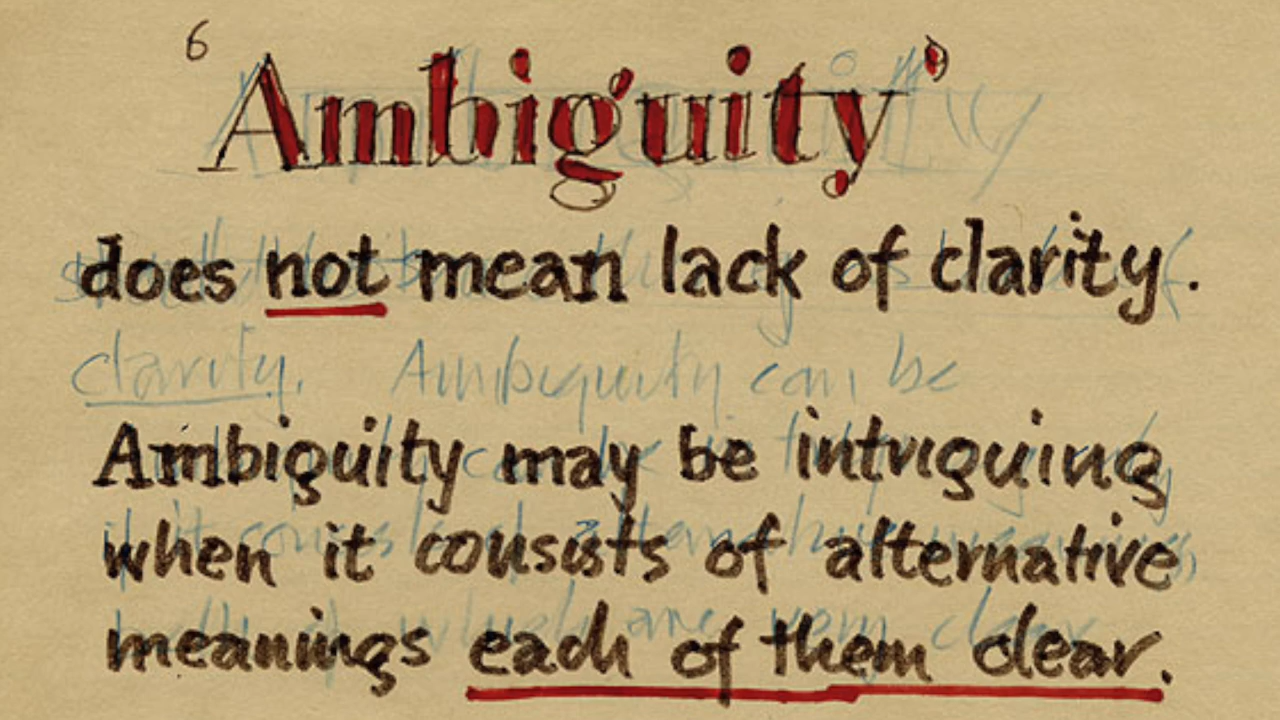 ‘Ambiguity’
does not mean lack of clarity.
clarity. Ambiguity can be
Ambiguity may be intriguing
when it consists of alternative
meanings each of them clear.